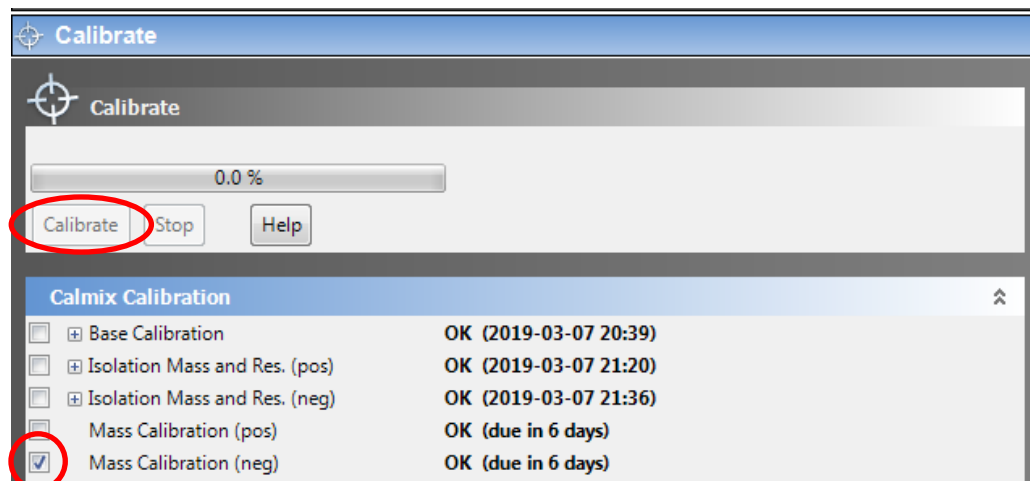 Calibrate
Calibrate
0.0 %
Calibrate Stop Help
Calmix Calibration
Base Calibration OK (2019-03-07 20:39)
Isolation Mass and Res. (pos) OK (2019-03-07 21:20)
Isolation Mass and Res. (neg) OK (2019-03-07 21:36)
Mass Calibration (pos) OK (due in 6 days)
Mass Calibration (neg) OK (due in 6 days)